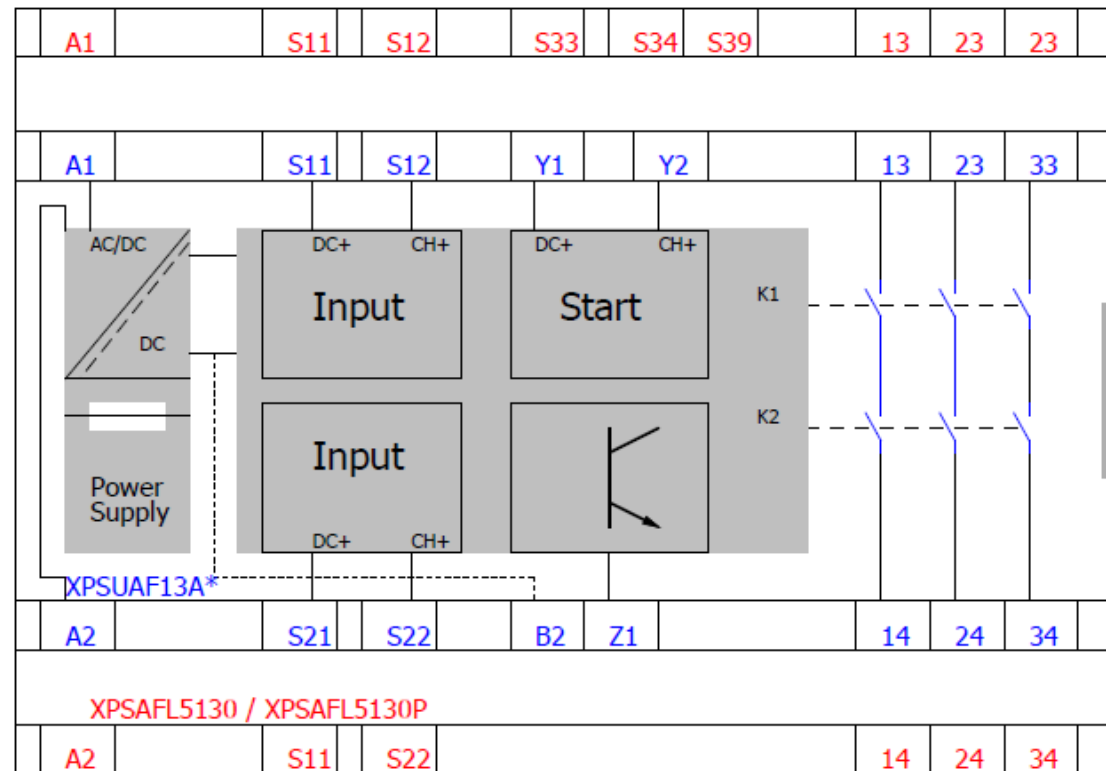 A1 S11 S12 S33 S34 S39 13 23 23
A1 S11 S12 Y1 Y2 13 23 33
AC/DC DC+ CH+ DC+ CH+
Input Start K1
DC
K2
Input
Power
Supply
DC+ CH+
XPSUAF13A*
A2 S21 S22 B2 Z1 14 24 34
XPSAFL5130 / XPSAFL5130P
A2 S11 S22 14 24 34